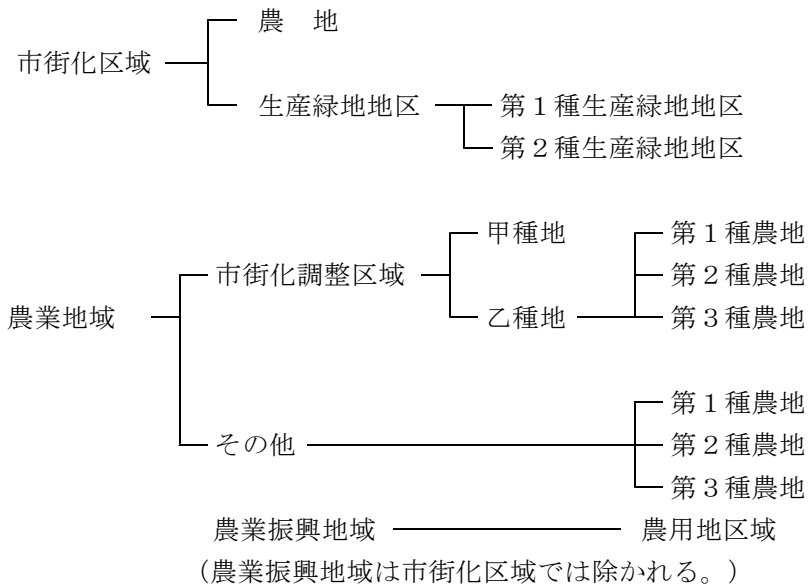 農 地
市街化区域
生産緑地地区 第1種生産緑地地区
第2種生産緑地地区
甲種地 第1種農地
市街化調整区域 第2種農地
農業地域 乙種地 第3種農地
第1種農地
その他 第2種農地
第3種農地
農業振興地域 農用地区域
(農業振興地域は市街化区域では除かれる。)